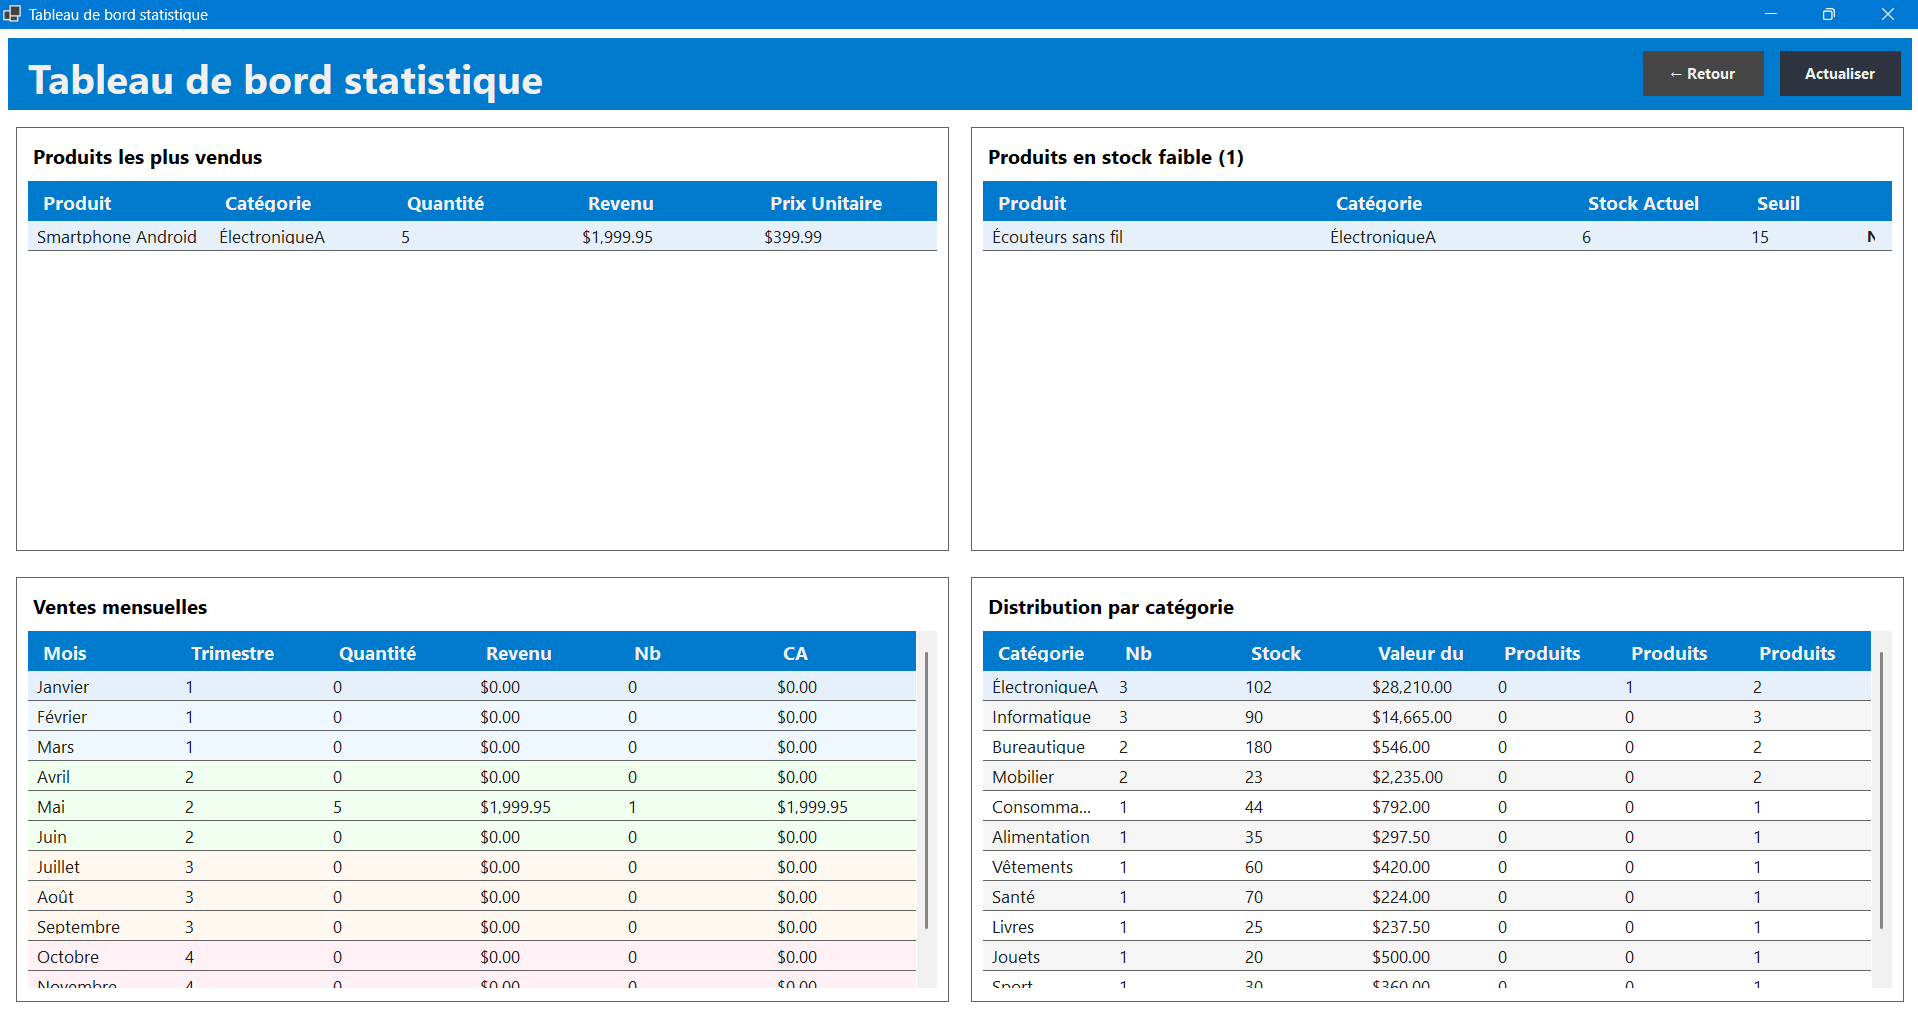 Tableau de bord statistique
Tableau de bord statistique
← Retour
Actualiser
Produits les plus vendus
Produit Catégorie Quantité Revenu Prix Unitaire
Smartphone Android ÉlectroniqueA 5 $1,999.95 $399.99
Produits en stock faible (1)
Produit Catégorie Stock Actuel Seuil
Écouteurs sans fil ÉlectroniqueA 6 15
Ventes mensuelles
Mois Trimestre Quantité Revenu Nb CA
Janvier 1 0 $0.00 0 $0.00
Février 1 0 $0.00 0 $0.00
Mars 1 0 $0.00 0 $0.00
Avril 2 0 $0.00 0 $0.00
Mai 2 5 $1,999.95 1 $1,999.95
Juin 2 0 $0.00 0 $0.00
Juillet 3 0 $0.00 0 $0.00
Août 3 0 $0.00 0 $0.00
Septembre 3 0 $0.00 0 $0.00
Octobre 4 0 $0.00 0 $0.00
Novembre 4 0 $0.00 0 $0.00
Distribution par catégorie
Catégorie Nb Stock Valeur du Produits Produits Produits
ÉlectroniqueA 3 102 $28,210.00 0 1 2
Informatique 3 90 $14,665.00 0 0 3
Bureautique 2 180 $546.00 0 0 2
Mobilier 2 23 $2,235.00 0 0 2
Consomma... 1 44 $792.00 0 0 1
Alimentation 1 35 $297.50 0 0 1
Vêtements 1 60 $420.00 0 0 1
Santé 1 70 $224.00 0 0 1
Livres 1 25 $237.50 0 0 1
Jouets 1 20 $500.00 0 0 1
Sport 1 30 $360.00 0 0 1